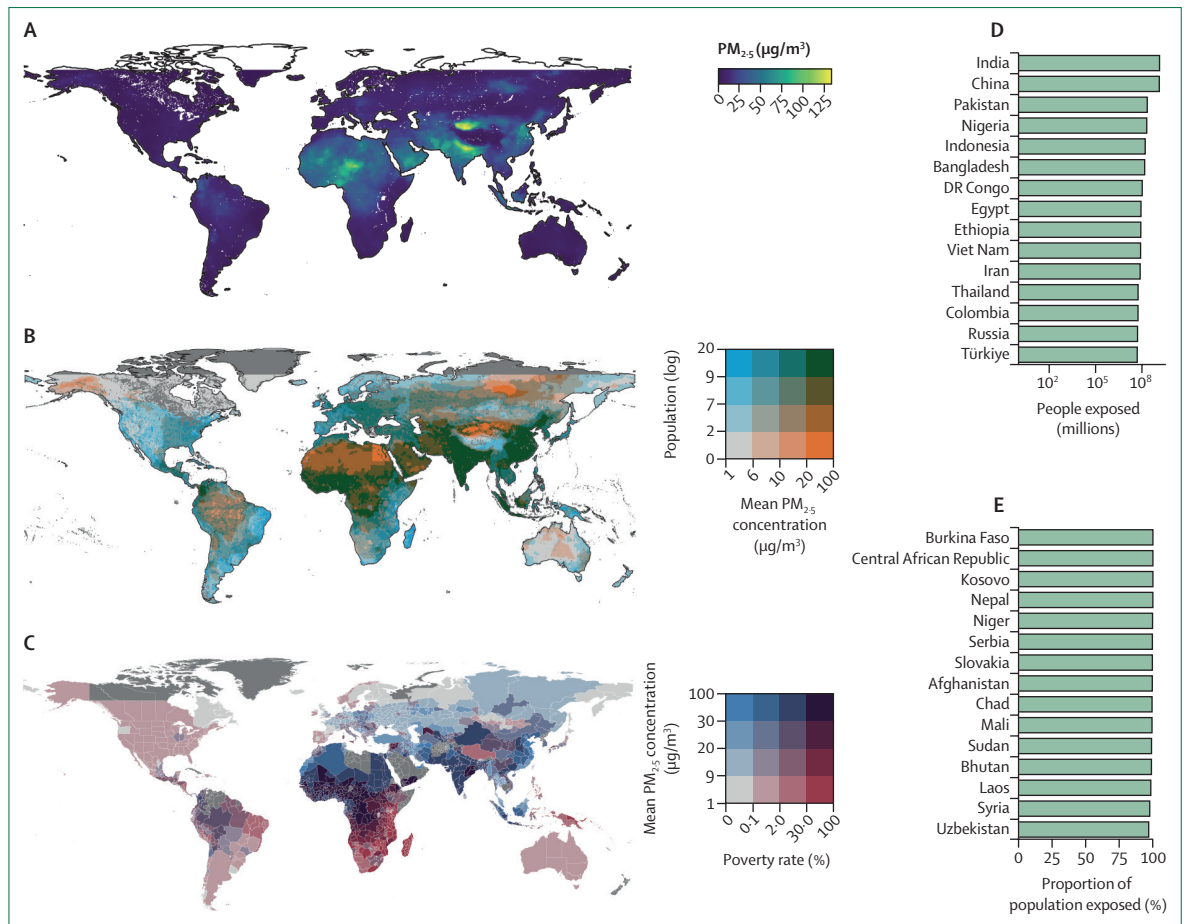 A
PM2·5 (µg/m³)
0
25
50
75
100
125
B
Population (log)
20
9
7
2
0
1
6
10
20
100
Mean PM2·5
concentration
(µg/m³)
C
Mean PM2·5 concentration
(µg/m³)
100
30
20
9
1
0
0·1
2·0
30·0
100
Poverty rate (%)
D
India
China
Pakistan
Nigeria
Indonesia
Bangladesh
DR Congo
Egypt
Ethiopia
Viet Nam
Iran
Thailand
Colombia
Russia
Türkiye
10² 10⁵ 10⁸
People exposed
(millions)
E
Burkina Faso
Central African Republic
Kosovo
Nepal
Niger
Serbia
Slovakia
Afghanistan
Chad
Mali
Sudan
Bhutan
Laos
Syria
Uzbekistan
0 25 50 75 100
Proportion of
population exposed (%)